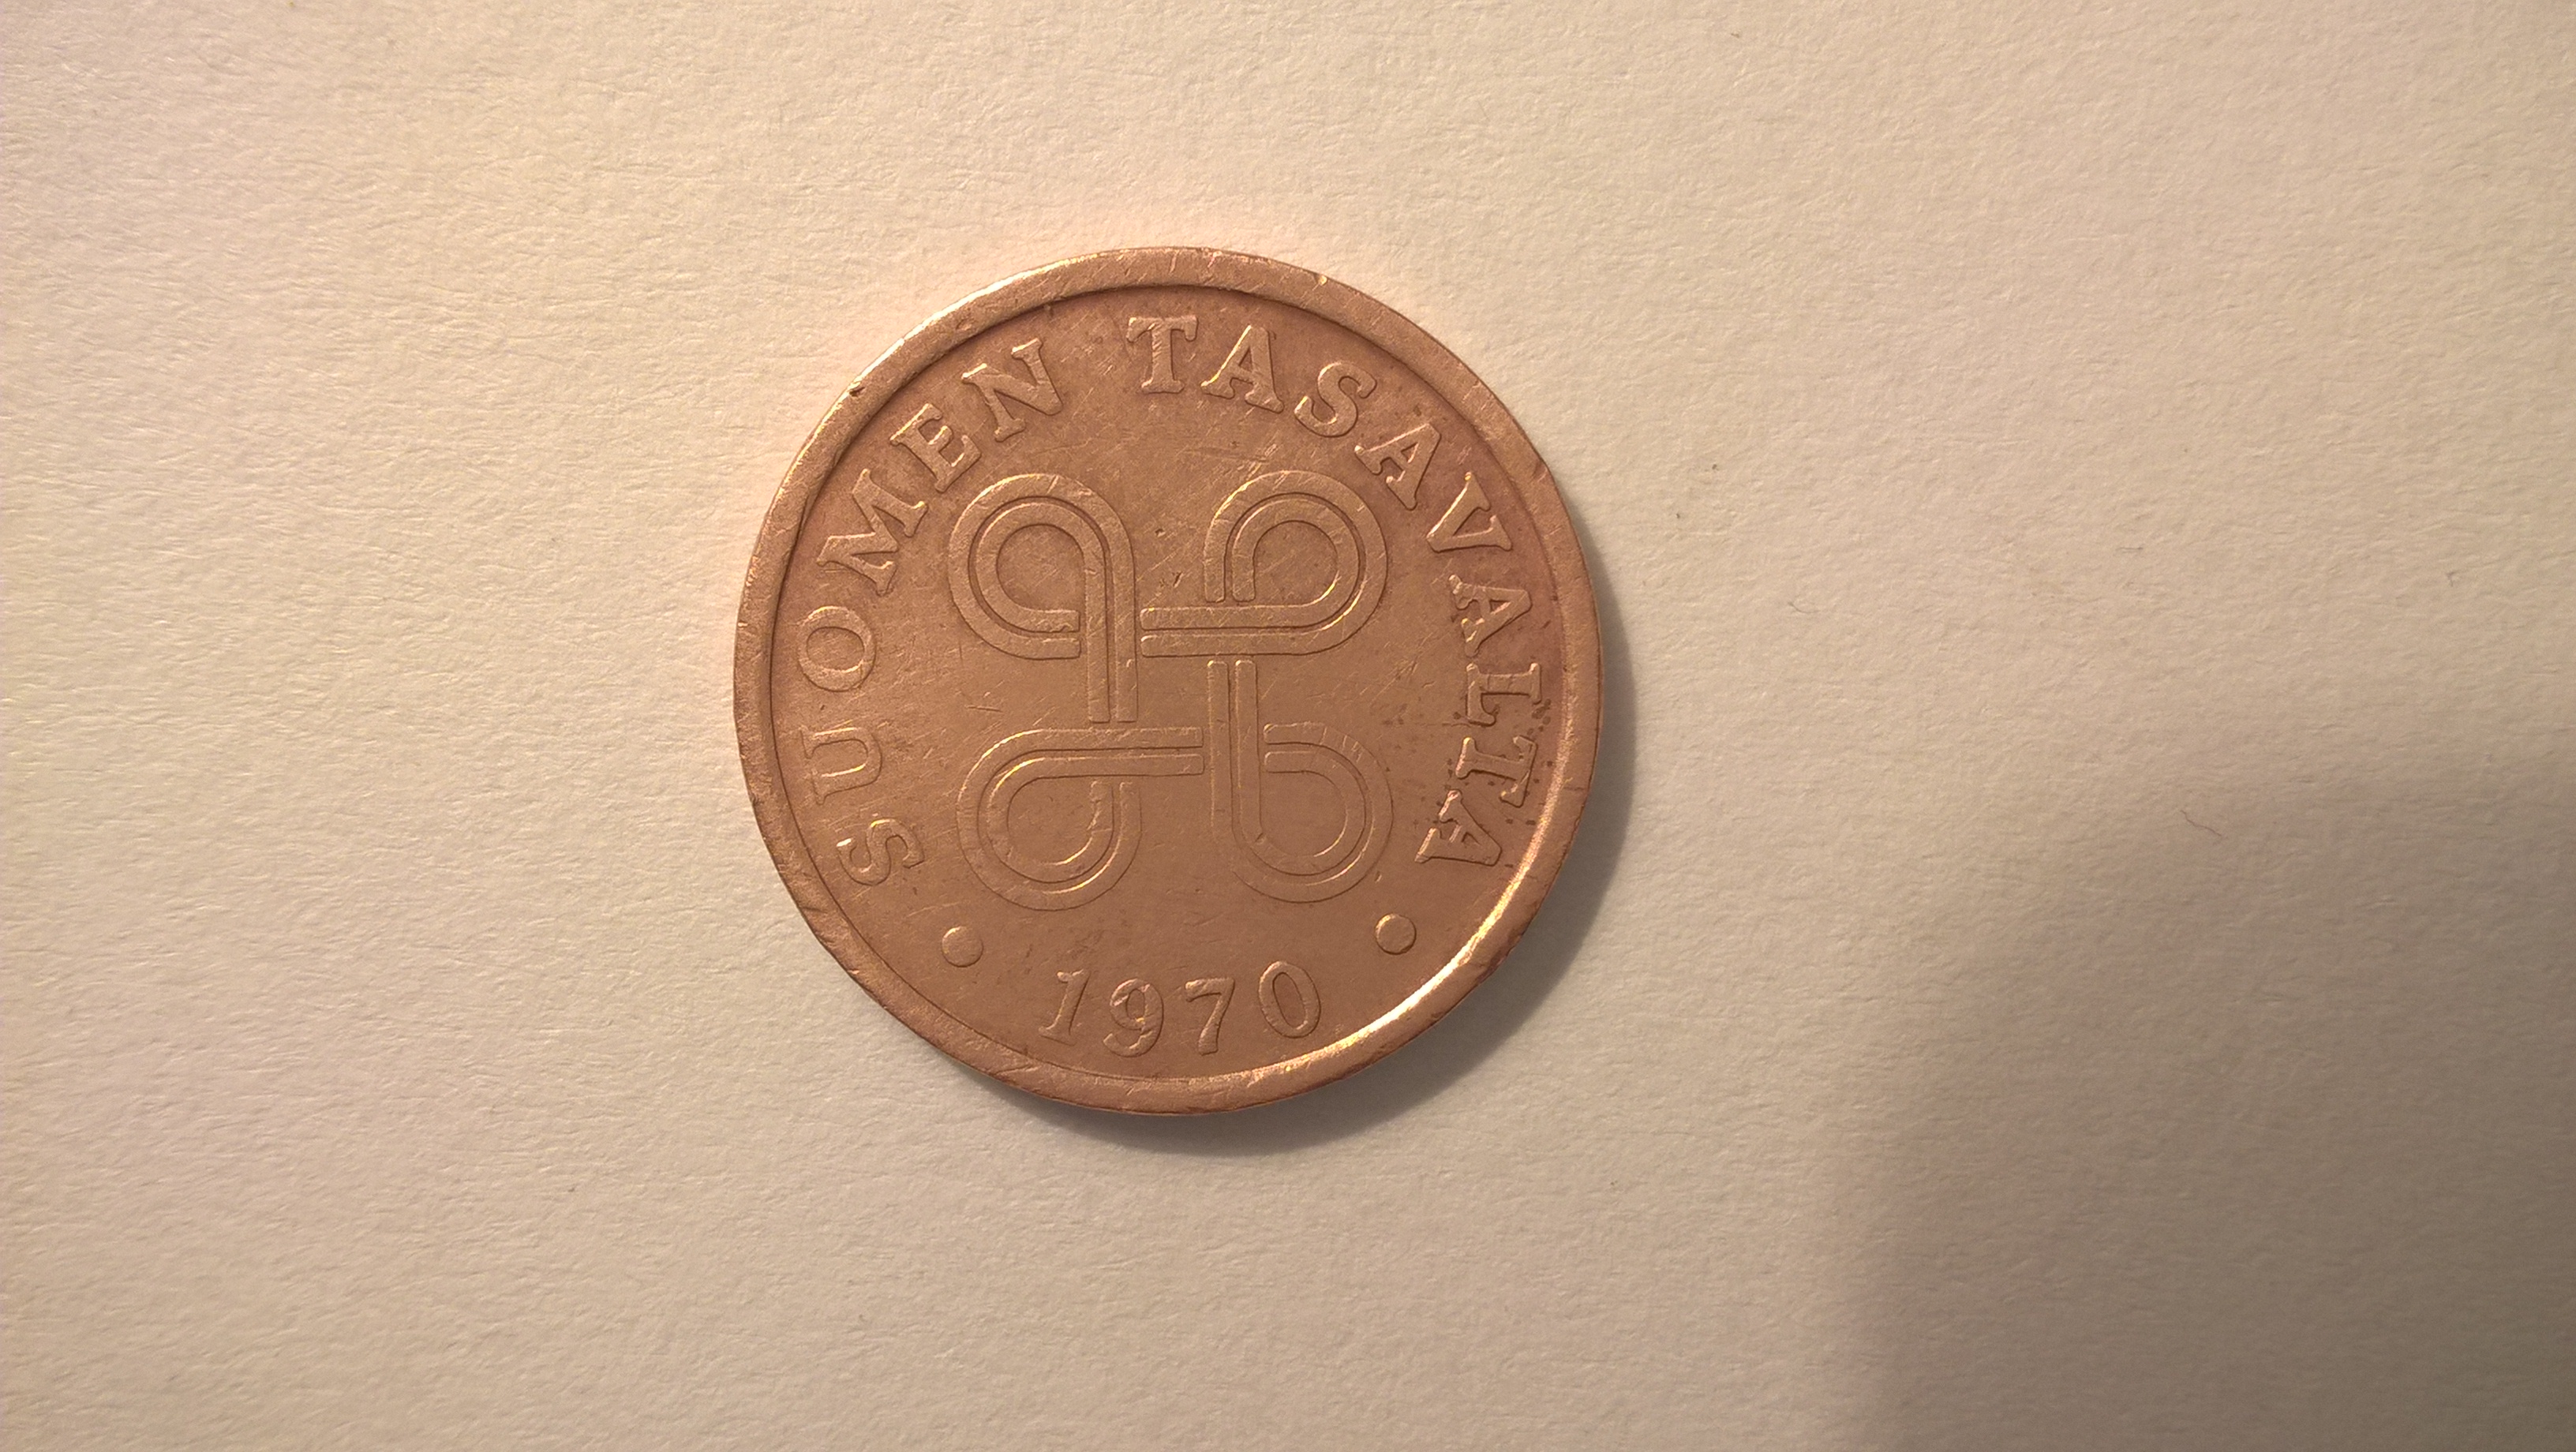 SUOMEN TASAVALTA
• 1970 •